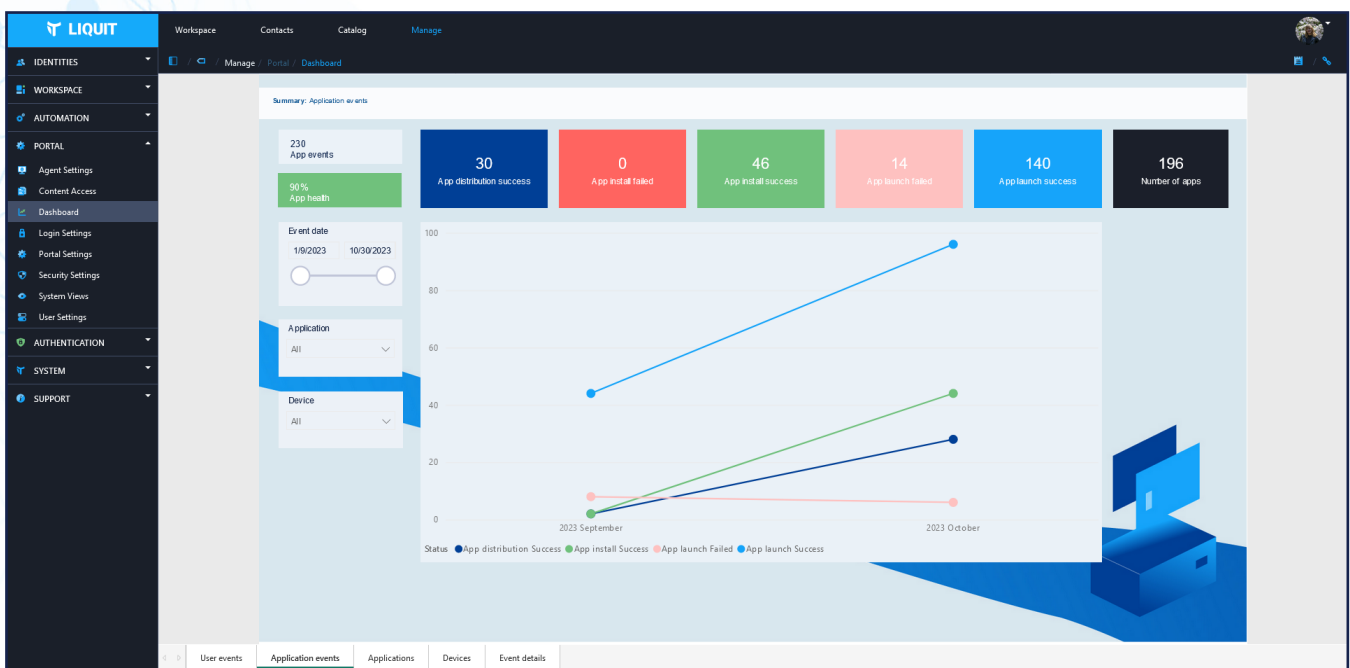 LIQUIT
Workspace Contacts Catalog Manage
IDENTITIES
WORKSPACE
AUTOMATION
PORTAL
Agent Settings
Content Access
Dashboard
Login Settings
Portal Settings
Security Settings
System Views
User Settings
AUTHENTICATION
SYSTEM
SUPPORT
/ / Manage / Portal / Dashboard
/
Summary: Application events
230
App events
90%
App health
30
App distribution success
0
App install failed
46
App install success
14
App launch failed
140
App launch success
196
Number of apps
Event date
1/9/2023 10/30/2023
Application
All
Device
All
100
80
60
40
20
0
2023 September 2023 October
Status App distribution Success App install Success App launch Failed App launch Success
User events Application events Applications Devices Event details